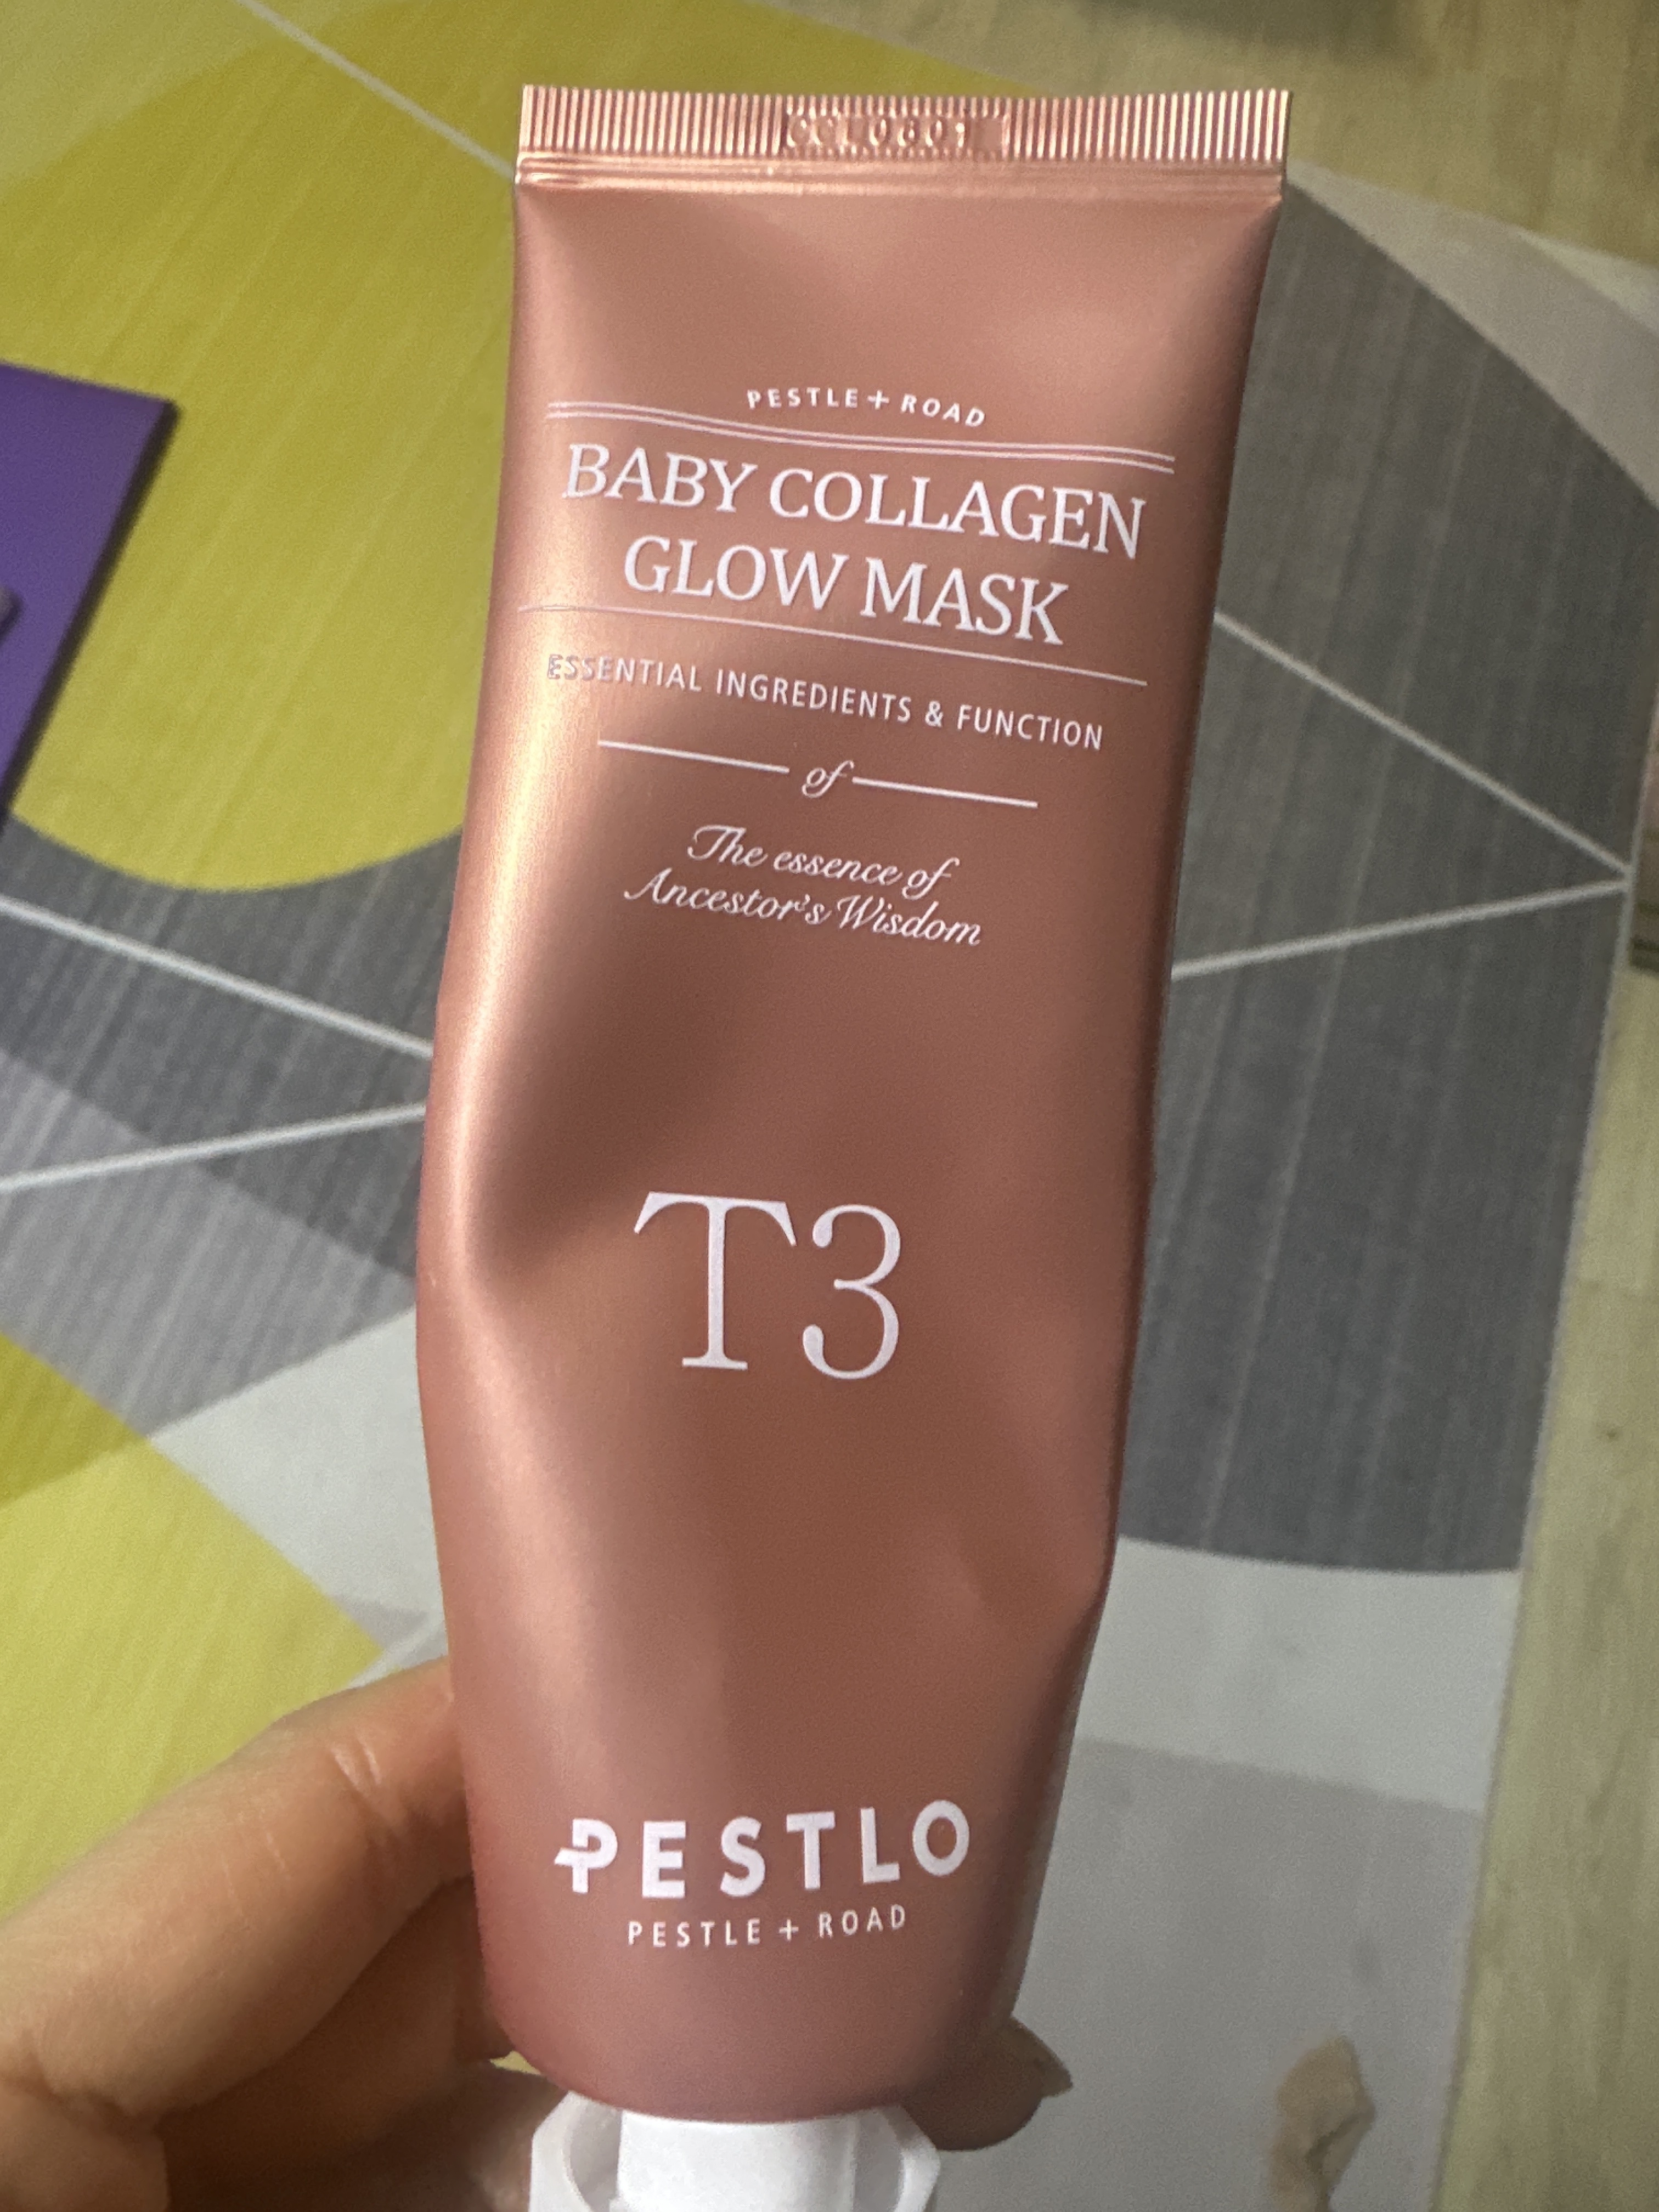 PESTLE + ROAD
BABY COLLAGEN
GLOW MASK
ESSENTIAL INGREDIENTS & FUNCTION
of
The essence of
Ancestor's Wisdom
T3
PESTLO
PESTLE + ROAD